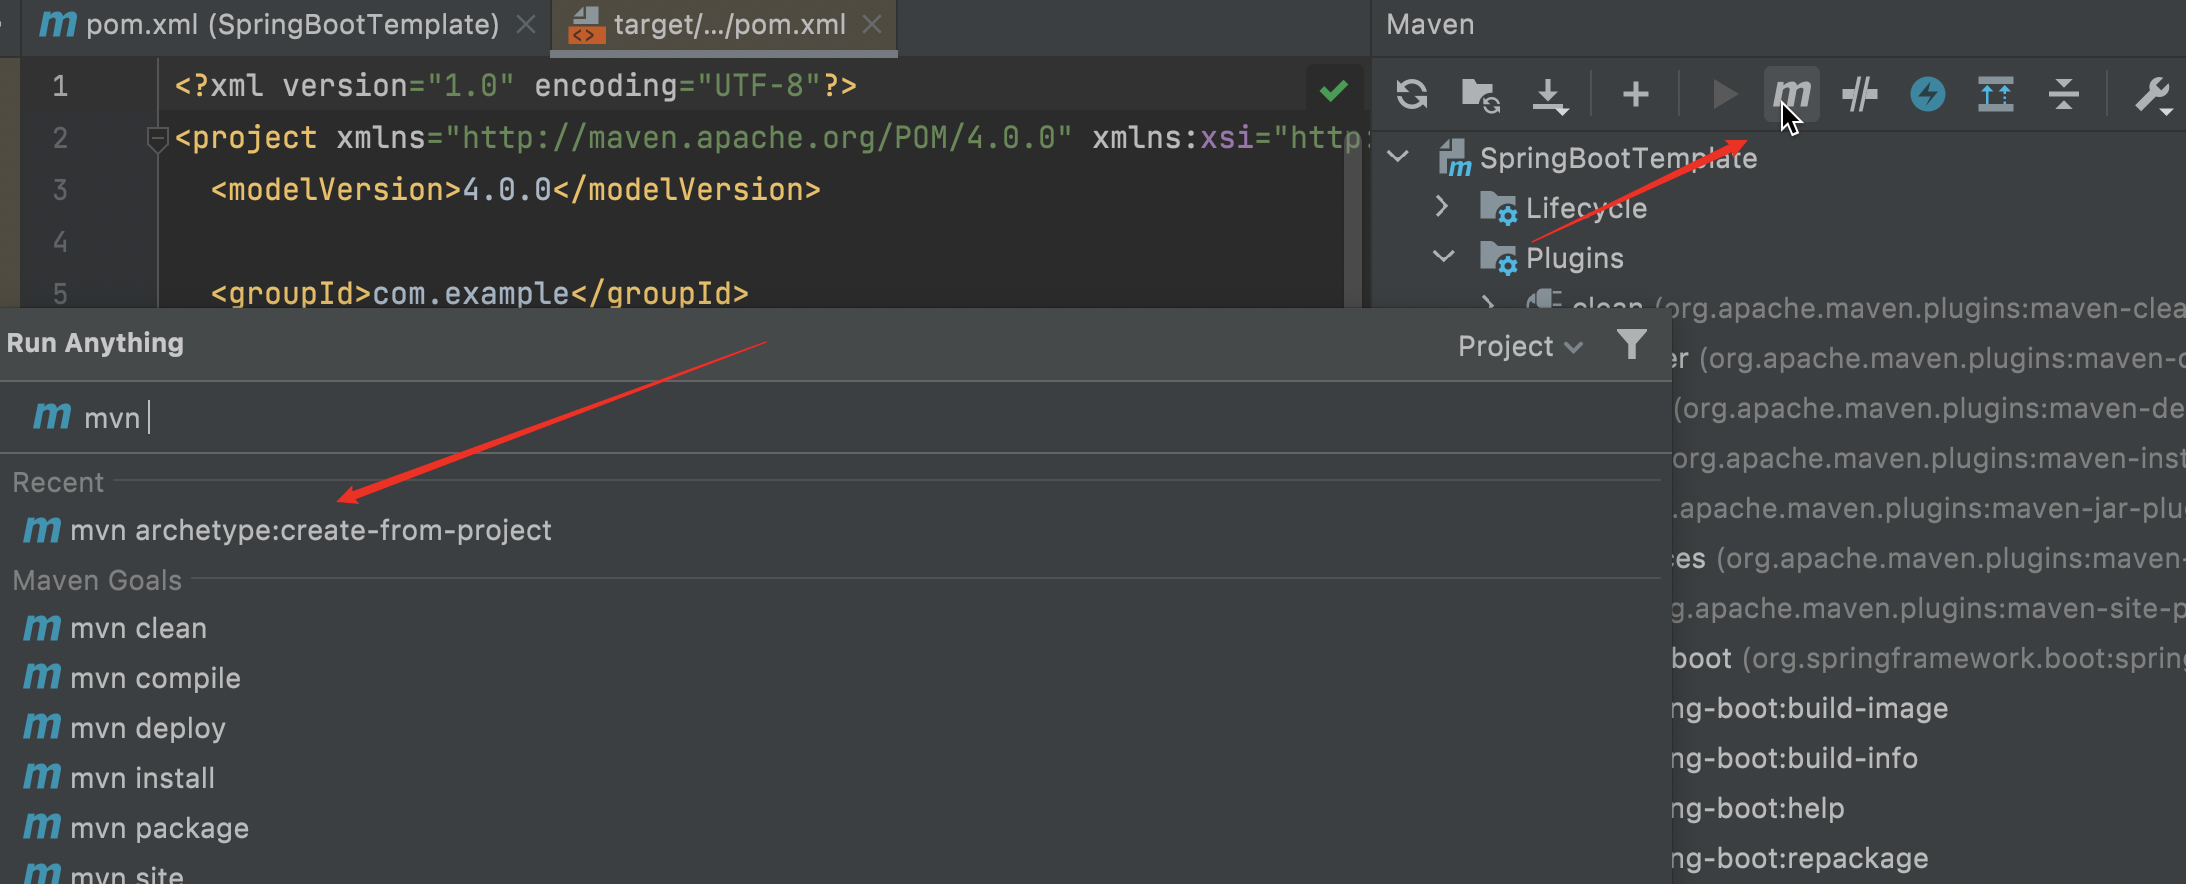 pom.xml (SpringBootTemplate)
target/.../pom.xml
Maven
1 <?xml version="1.0" encoding="UTF-8"?>
2 <project xmlns="http://maven.apache.org/POM/4.0.0" xmlns:xsi="http:
3 <modelVersion>4.0.0</modelVersion>
4
5 <groupId>com.example</groupId>
SpringBootTemplate
Lifecycle
Plugins
clean (org.apache.maven.plugins:maven-clea
er (org.apache.maven.plugins:maven-c
(org.apache.maven.plugins:maven-de
org.apache.maven.plugins:maven-inst
.apache.maven.plugins:maven-jar-plu
ces (org.apache.maven.plugins:maven-
g.apache.maven.plugins:maven-site-p
boot (org.springframework.boot:spring
ng-boot:build-image
ng-boot:build-info
ng-boot:help
ng-boot:repackage
Run Anything
Project
m mvn
Recent
m mvn archetype:create-from-project
Maven Goals
m mvn clean
m mvn compile
m mvn deploy
m mvn install
m mvn package
m mvn site